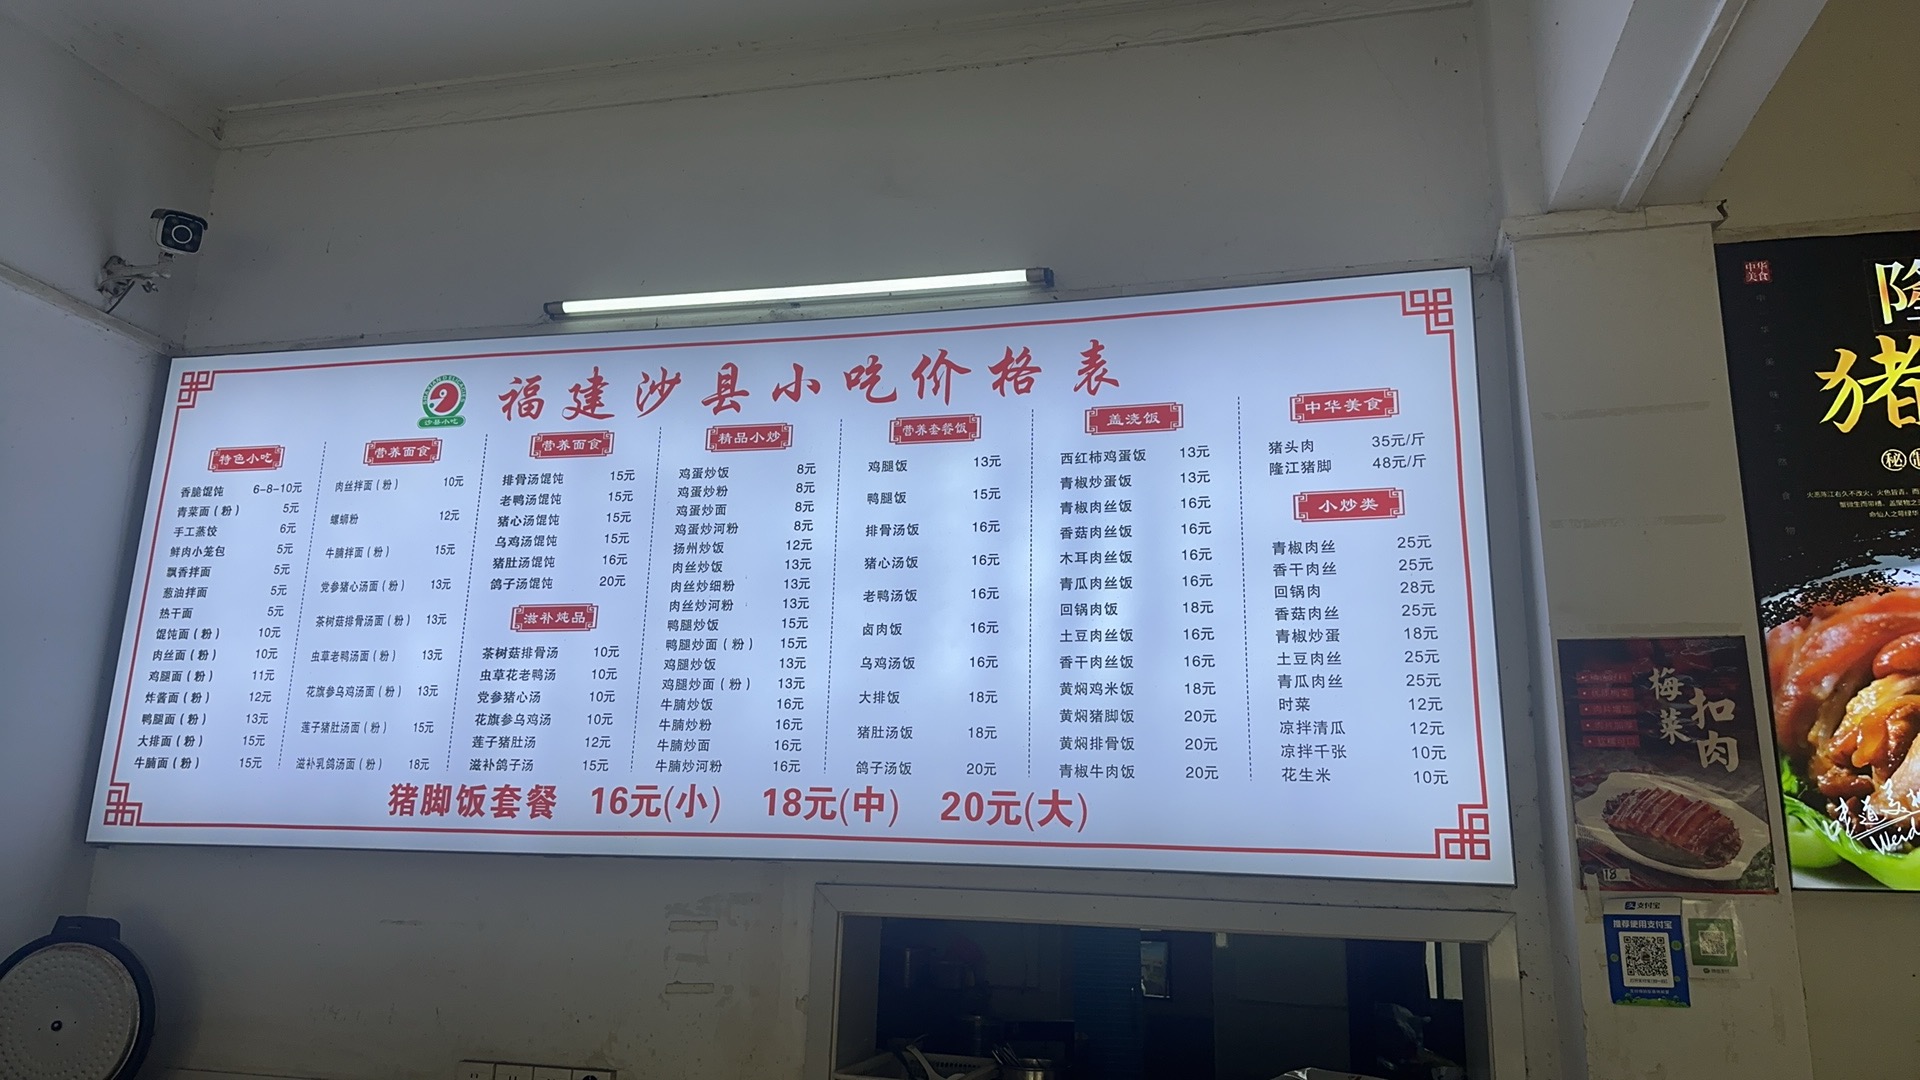 福建沙县小吃价格表
沙县小吃
特色小吃
香脆馄饨 6-8-10元
青菜面（粉） 5元
手工蒸饺 6元
鲜肉小笼包 5元
飘香拌面 5元
葱油拌面 5元
热干面 5元
馄饨面（粉） 10元
肉丝面（粉） 10元
鸡腿面（粉） 11元
炸酱面（粉） 12元
鸭腿面（粉） 13元
大排面（粉） 15元
牛腩面（粉） 15元
营养面食
肉丝拌面（粉） 10元
螺蛳粉 12元
牛腩拌面（粉） 15元
党参猪心汤面（粉） 13元
茶树菇排骨汤面（粉） 13元
虫草老鸭汤面（粉） 13元
花旗参乌鸡汤面（粉） 13元
莲子猪肚汤面（粉） 15元
滋补乳鸽汤面（粉） 18元
营养面食
排骨汤馄饨 15元
老鸭汤馄饨 15元
猪心汤馄饨 15元
乌鸡汤馄饨 15元
猪肚汤馄饨 16元
鸽子汤馄饨 20元
滋补炖品
茶树菇排骨汤 10元
虫草花老鸭汤 10元
党参猪心汤 10元
花旗参乌鸡汤 10元
莲子猪肚汤 12元
滋补鸽子汤 15元
精品小炒
鸡蛋炒饭 8元
鸡蛋炒粉 8元
鸡蛋炒面 8元
鸡蛋炒河粉 8元
扬州炒饭 12元
肉丝炒饭 13元
肉丝炒细粉 13元
肉丝炒河粉 13元
鸭腿炒饭 15元
鸭腿炒面（粉） 15元
鸡腿炒饭 13元
鸡腿炒面（粉） 13元
牛腩炒饭 16元
牛腩炒粉 16元
牛腩炒面 16元
牛腩炒河粉 16元
营养套餐饭
鸡腿饭 13元
鸭腿饭 15元
排骨汤饭 16元
猪心汤饭 16元
老鸭汤饭 16元
卤肉饭 16元
乌鸡汤饭 16元
大排饭 18元
猪肚汤饭 18元
鸽子汤饭 20元
盖浇饭
西红柿鸡蛋饭 13元
青椒炒蛋饭 13元
青椒肉丝饭 16元
香菇肉丝饭 16元
木耳肉丝饭 16元
青瓜肉丝饭 16元
回锅肉饭 18元
土豆肉丝饭 16元
香干肉丝饭 16元
黄焖鸡米饭 18元
黄焖猪脚饭 20元
黄焖排骨饭 20元
青椒牛肉饭 20元
中华美食
猪头肉 35元/斤
隆江猪脚 48元/斤
小炒类
青椒肉丝 25元
香干肉丝 25元
回锅肉 28元
香菇肉丝 25元
青椒炒蛋 18元
土豆肉丝 25元
青瓜肉丝 25元
时菜 12元
凉拌清瓜 12元
凉拌千张 10元
花生米 10元
猪脚饭套餐 16元(小) 18元(中) 20元(大)
中华
美食
隆
猪
秘
味道
梅菜
扣肉
18
支付宝
推荐使用支付宝